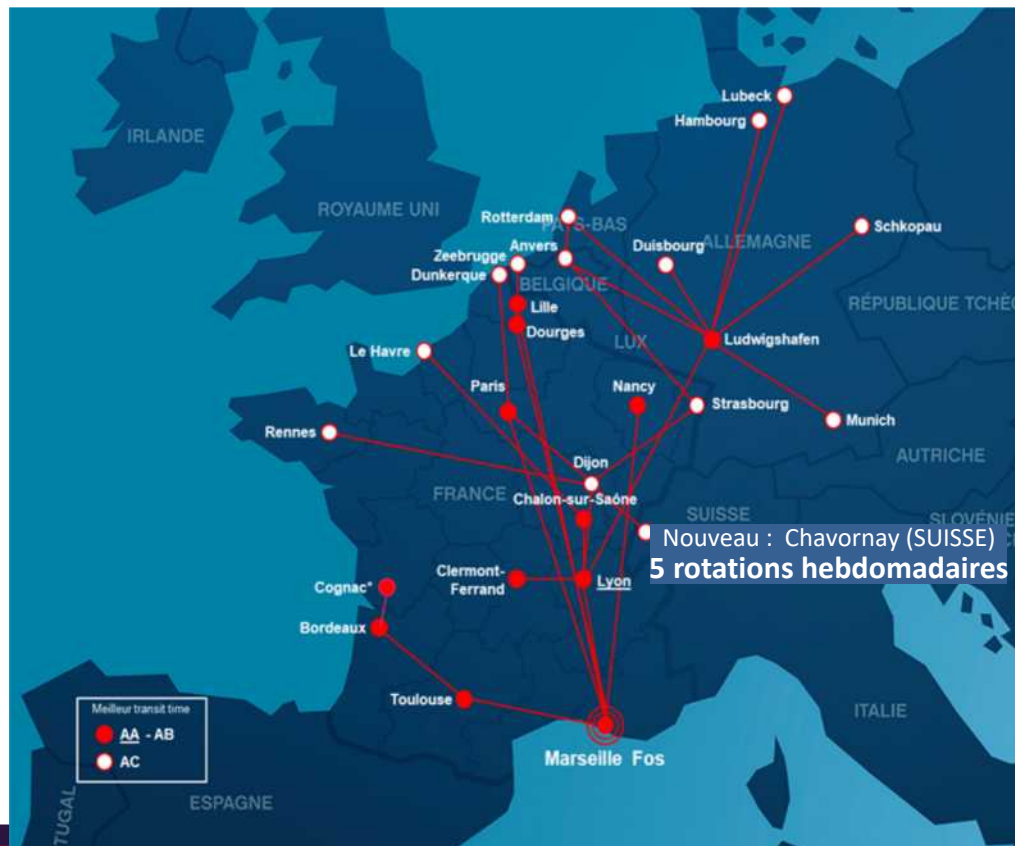 Lubeck
Hambourg
IRLANDE
ROYAUME UNI
Rotterdam
PAYS-BAS
Schkopau
Anvers
Duisbourg
ALLEMAGNE
Zeebrugge
Dunkerque
BELGIQUE
RÉPUBLIQUE TCHÈ
Lille
Dourges
LUX
Ludwigshafen
Le Havre
Paris
Nancy
Strasbourg
Munich
Rennes
AUTRICHE
Dijon
FRANCE
Chalon-sur-Saône
SUISSE
SLOVÉNIE
Nouveau : Chavornay (SUISSE)
5 rotations hebdomadaires
Clermont-
Ferrand
Lyon
Cognac*
Bordeaux
Toulouse
ITALIE
Meilleur transit time
AA - AB
AC
Marseille Fos
ESPAGNE
TUGAL